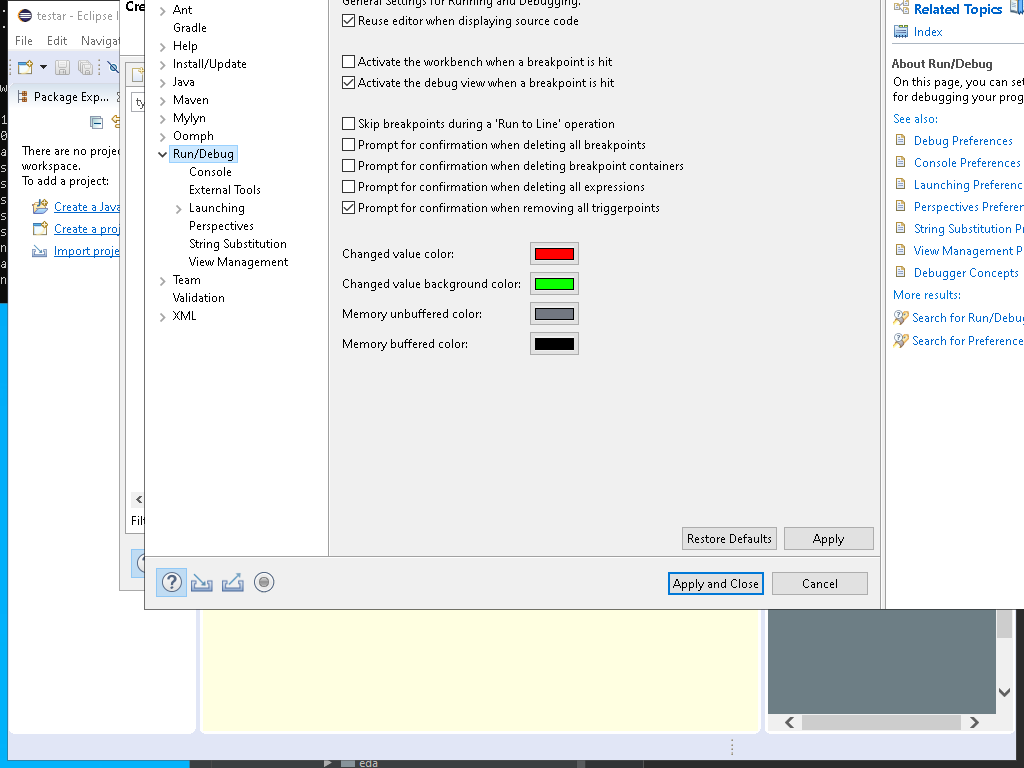 testar - Eclipse I
File Edit Navigat
Package Exp...
There are no proje
workspace.
To add a project:
Create a Java
Create a proj
Import proje
Cre
ty
Filt
Ant
Gradle
Help
Install/Update
Java
Maven
Mylyn
Oomph
Run/Debug
Console
External Tools
Launching
Perspectives
String Substitution
View Management
Team
Validation
XML
General Settings for Running and Debugging.
Reuse editor when displaying source code
Activate the workbench when a breakpoint is hit
Activate the debug view when a breakpoint is hit
Skip breakpoints during a 'Run to Line' operation
Prompt for confirmation when deleting all breakpoints
Prompt for confirmation when deleting breakpoint containers
Prompt for confirmation when deleting all expressions
Prompt for confirmation when removing all triggerpoints
Changed value color:
Changed value background color:
Memory unbuffered color:
Memory buffered color:
Restore Defaults
Apply
Apply and Close
Cancel
Related Topics
Index
About Run/Debug
On this page, you can set
for debugging your prog
See also:
Debug Preferences
Console Preferences
Launching Preferenc
Perspectives Preferen
String Substitution Pr
View Management P
Debugger Concepts
More results:
Search for Run/Debug
Search for Preference
eda